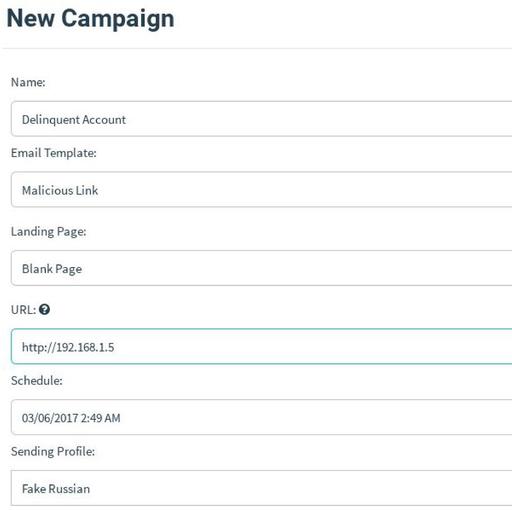 New Campaign
Name:
Delinquent Account
Email Template:
Malicious Link
Landing Page:
Blank Page
URL: ?
http://192.168.1.5
Schedule:
03/06/2017 2:49 AM
Sending Profile:
Fake Russian